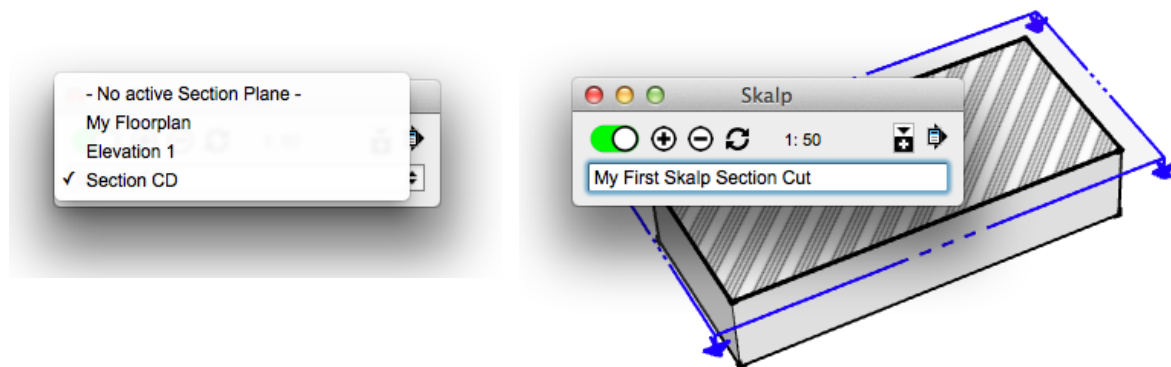 - No active Section Plane -
My Floorplan
Elevation 1
✓ Section CD
Skalp
1: 50
My First Skalp Section Cut